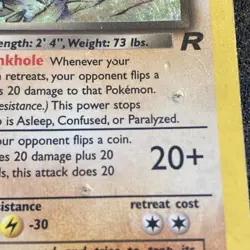 ength: 2' 4", Weight: 73 lbs.
R
nkhole Whenever your
retreats, your opponent flips a
s 20 damage to that Pokémon.
esistance.) This power stops
is Asleep, Confused, or Paralyzed.
our opponent flips a coin.
es 20 damage plus 20
ls, this attack does 20
20+
sistance
retreat cost
-30